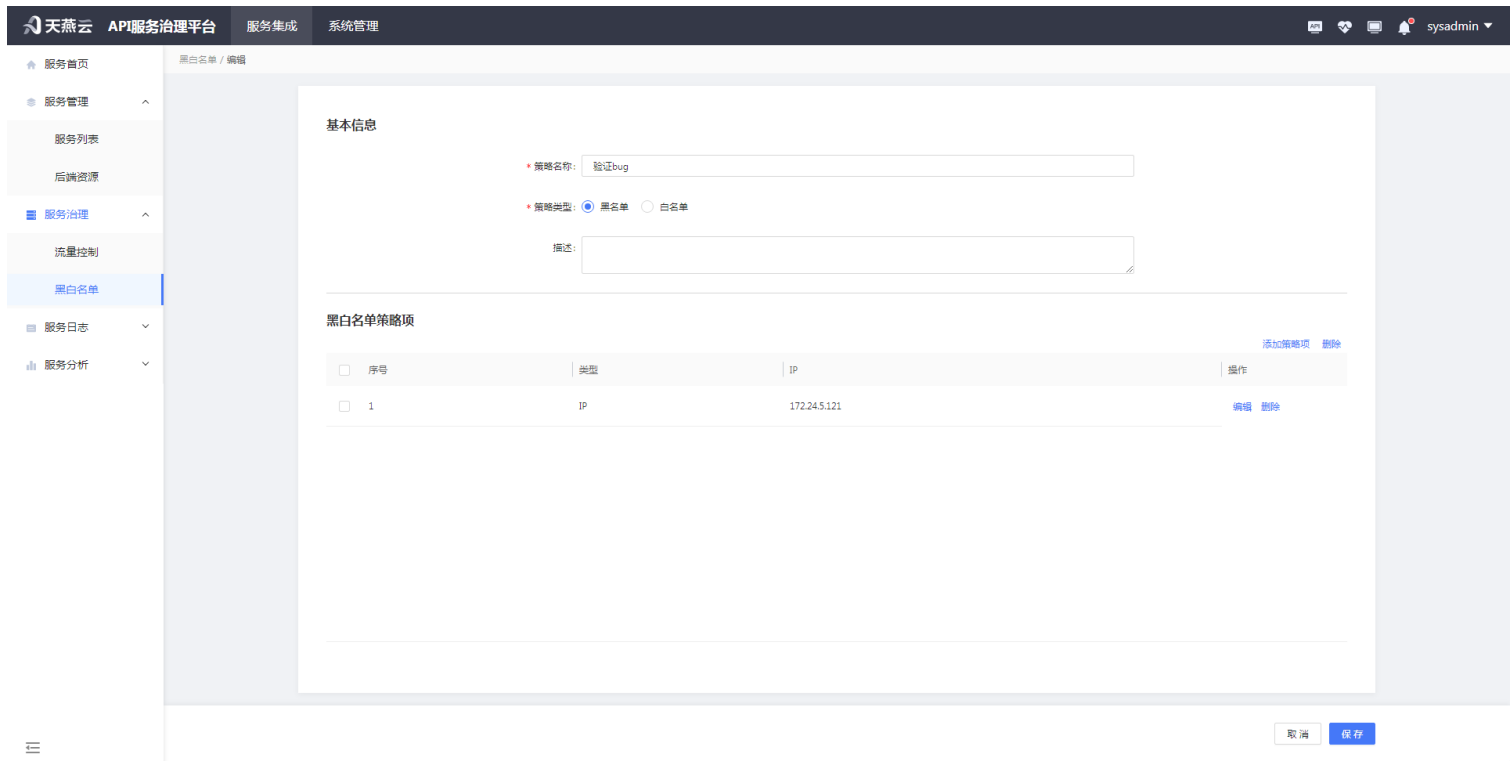 天燕云 API服务治理平台 服务集成 系统管理 API sysadmin
服务首页
黑白名单 / 编辑
服务管理
服务列表
后端资源
服务治理
流量控制
黑白名单
服务日志
服务分析
基本信息
* 策略名称: 验证bug
* 策略类型: 黑名单 白名单
描述:
黑白名单策略项
添加策略项 删除
序号 类型 IP 操作
1 IP 172.24.5.121 编辑 删除
取消 保存